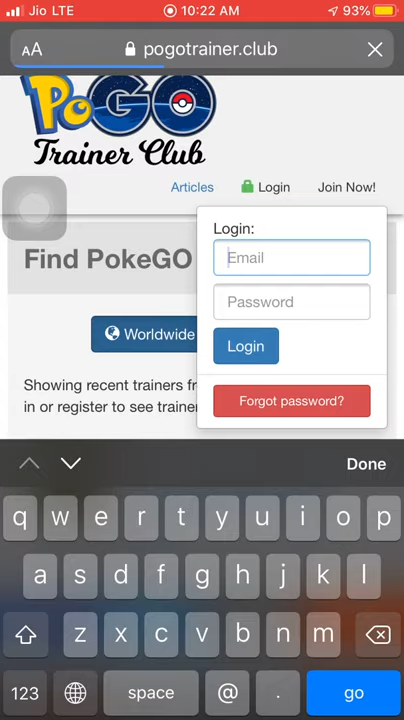 Jio LTE 10:22 AM 93%
AA pogotrainer.club
PoGO
Trainer Club
Articles Login Join Now!
Login:
Find PokeGO
Email
Password
Worldwide
Login
Showing recent trainers fr
in or register to see trainer
Forgot password?
Done
q w e r t y u i o p
a s d f g h j k l
z x c v b n m
123 space @ . go